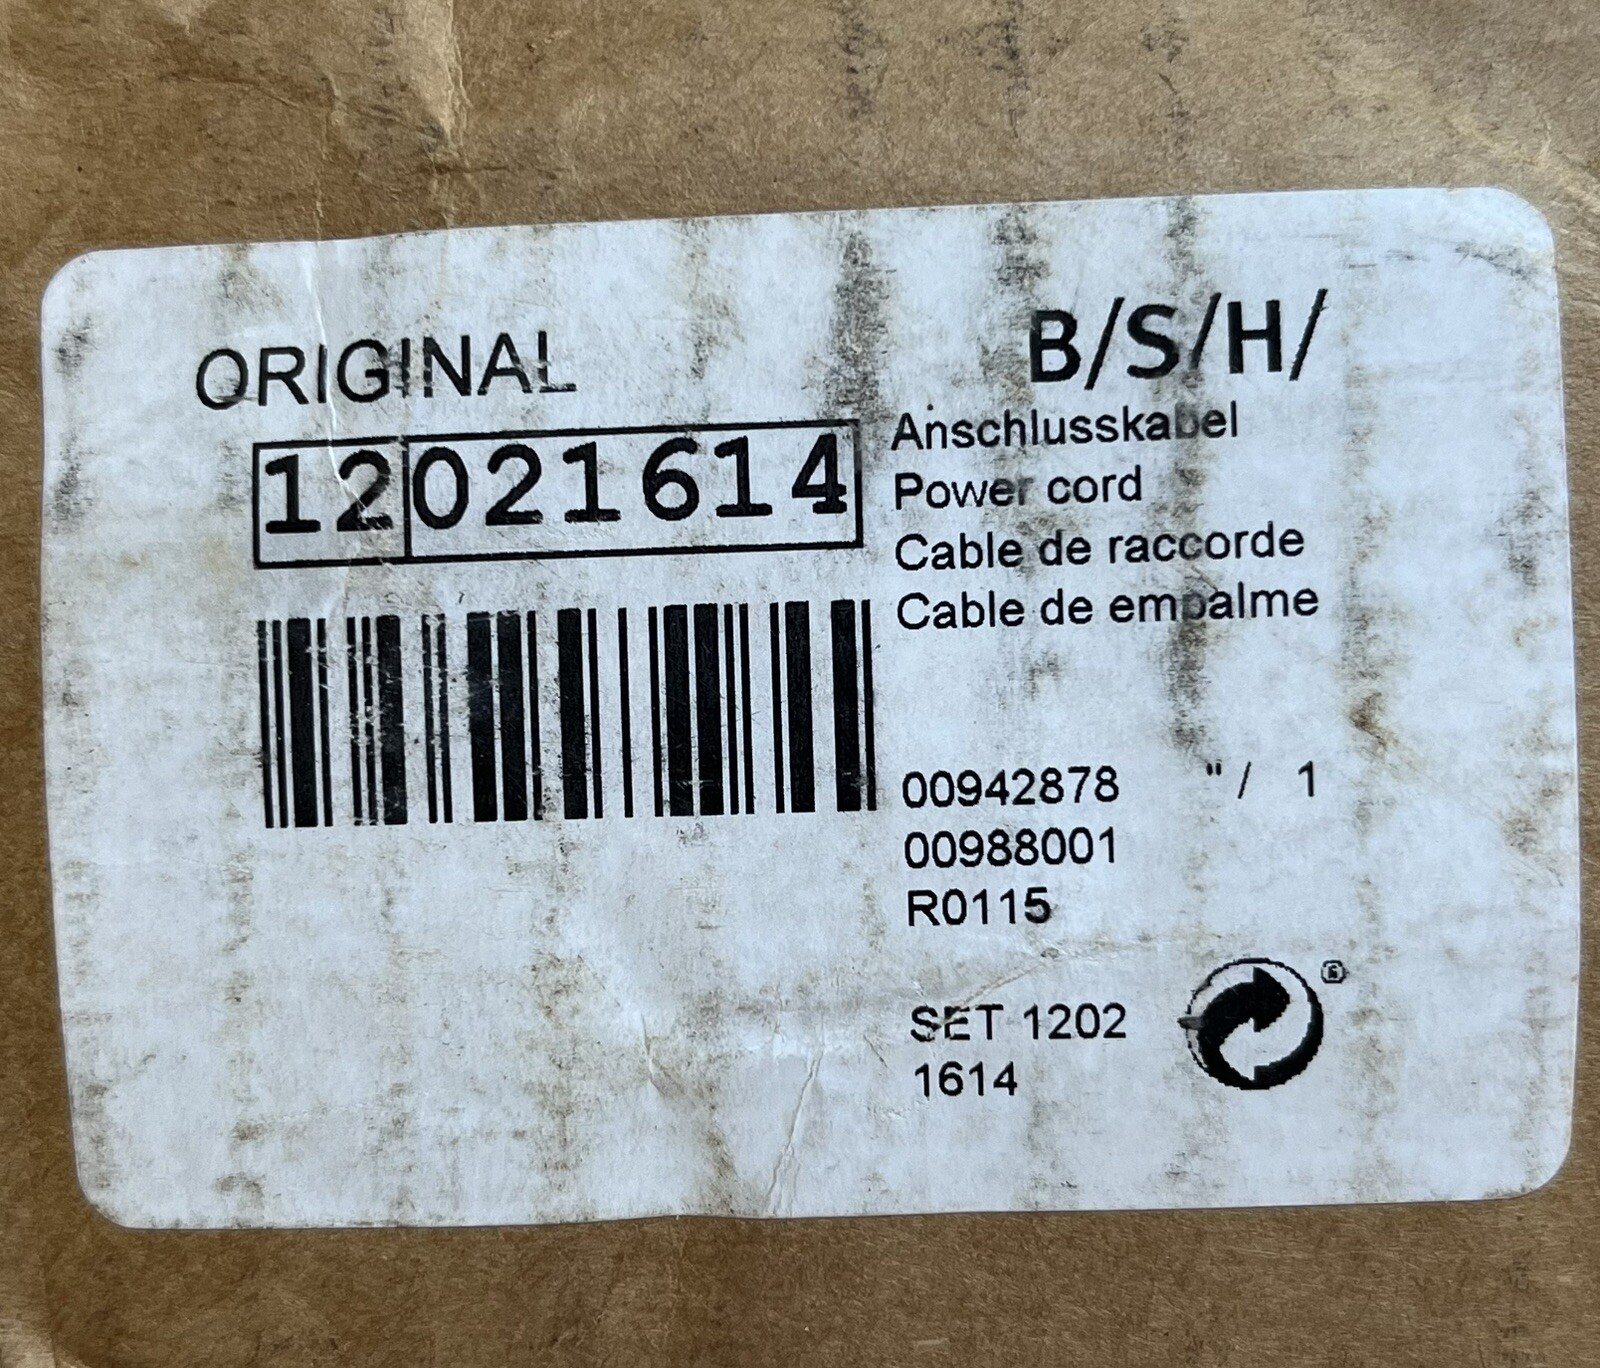 ORIGINAL
B/S/H/
12021614
Anschlusskabel
Power cord
Cable de raccorde
Cable de empalme
00942878 "/ 1
00988001
R0115
SET 1202
1614
®